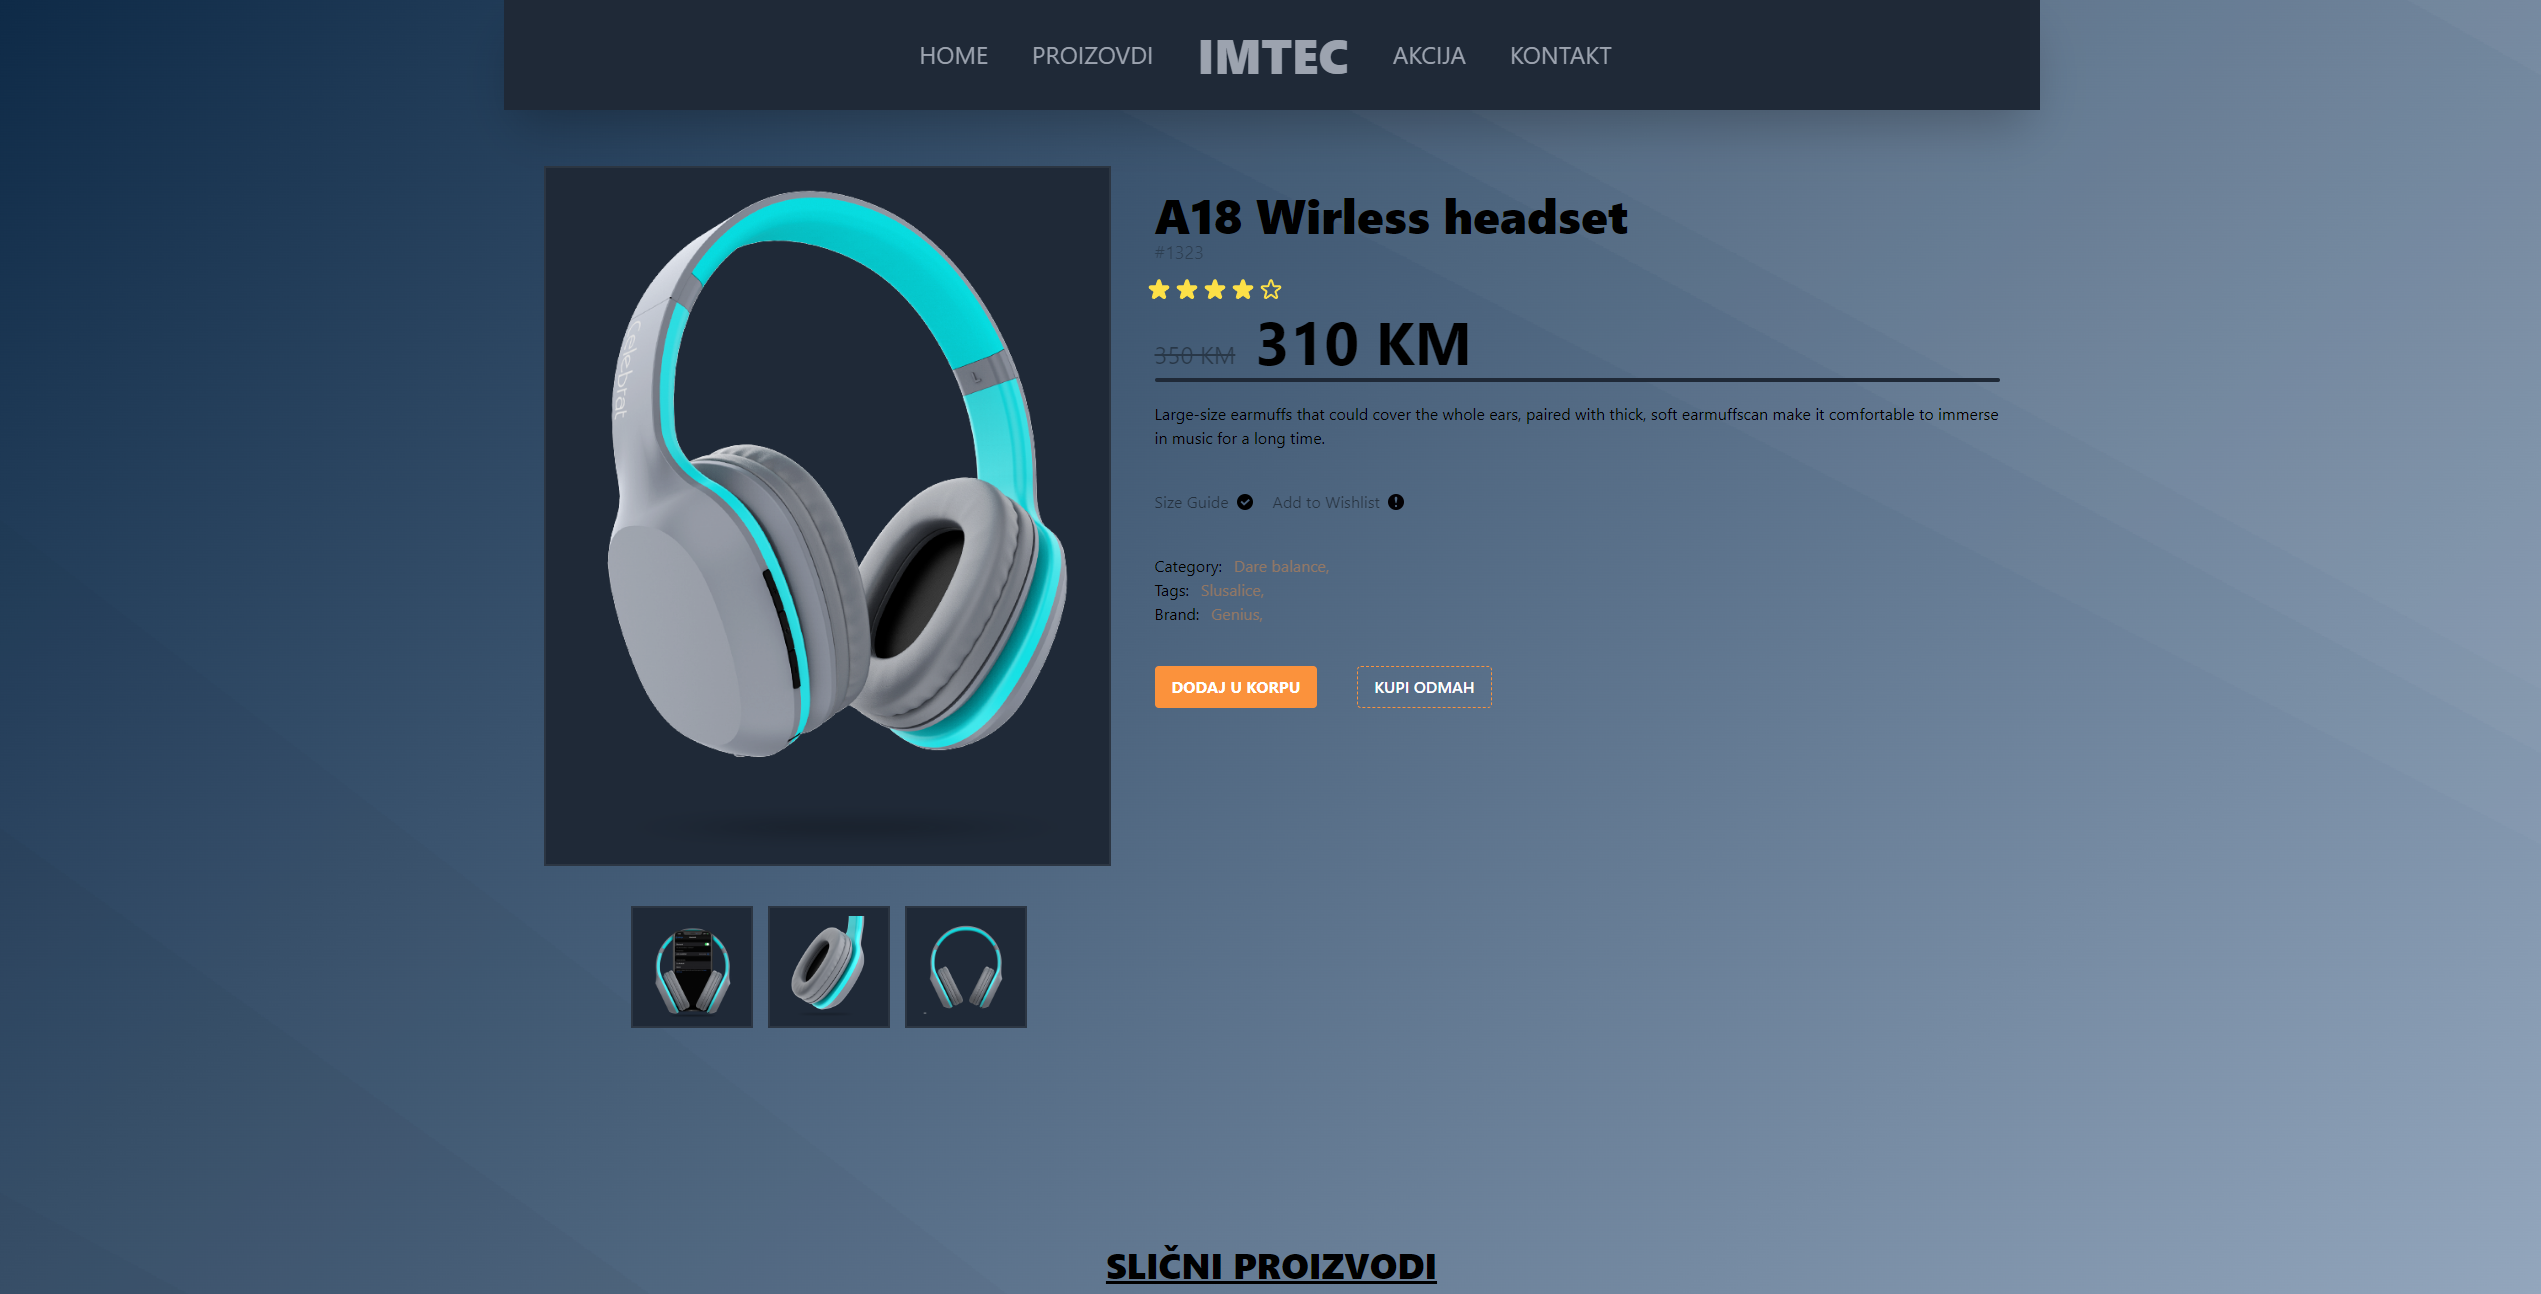 HOME PROIZOVDI IMTEC AKCIJA KONTAKT
Celebrat
L
A18 Wirless headset
#1323
350 KM 310 KM
Large-size earmuffs that could cover the whole ears, paired with thick, soft earmuffscan make it comfortable to immerse
in music for a long time.
Size Guide Add to Wishlist
Category: Dare balance,
Tags: Slusalice,
Brand: Genius,
DODAJ U KORPU KUPI ODMAH
SLIČNI PROIZVODI